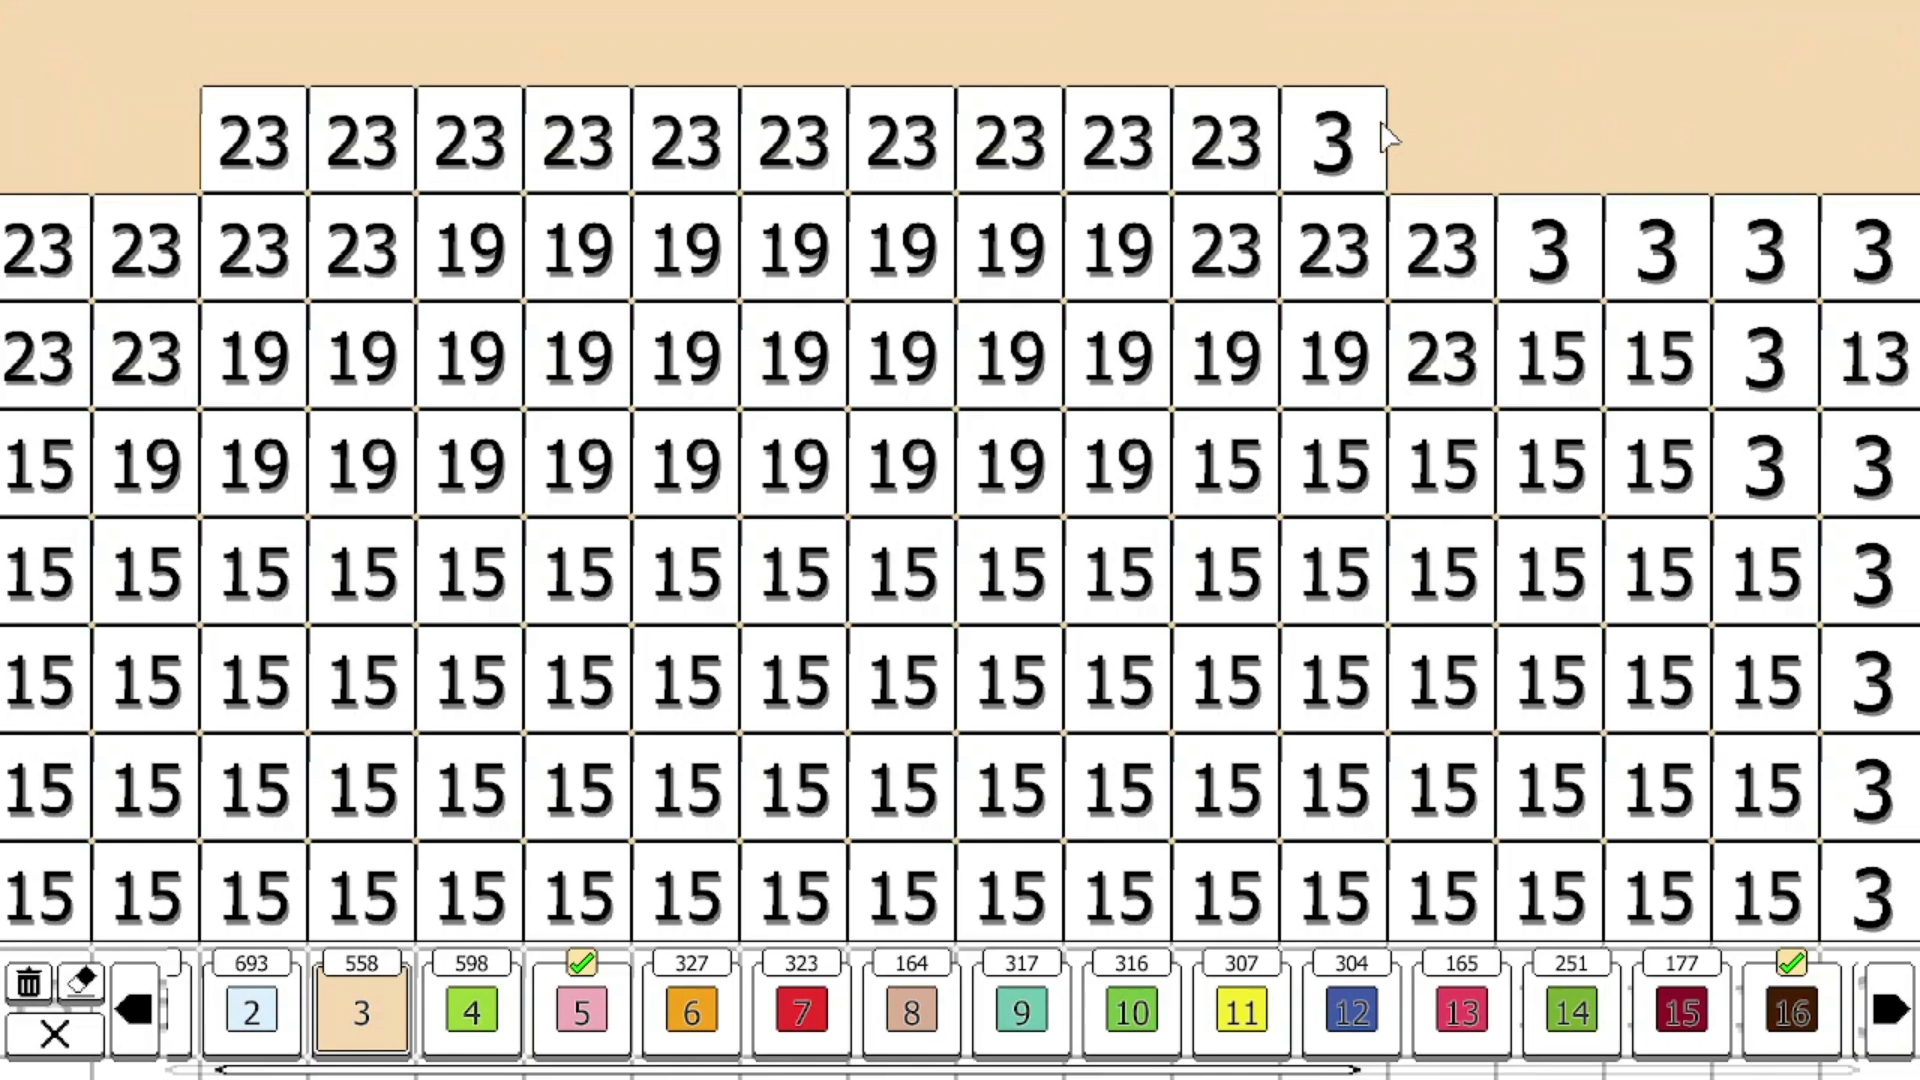 23 23 23 23 23 23 23 23 23 23 3
23 23 23 23 19 19 19 19 19 19 19 23 23 23 3 3 3 3
23 23 19 19 19 19 19 19 19 19 19 19 19 23 15 15 3 13
15 19 19 19 19 19 19 19 19 19 19 15 15 15 15 15 3 3
15 15 15 15 15 15 15 15 15 15 15 15 15 15 15 15 15 3
15 15 15 15 15 15 15 15 15 15 15 15 15 15 15 15 15 3
15 15 15 15 15 15 15 15 15 15 15 15 15 15 15 15 15 3
15 15 15 15 15 15 15 15 15 15 15 15 15 15 15 15 15 3
693 558 598 327 323 164 317 316 307 304 165 251 177
2 3 4 5 6 7 8 9 10 11 12 13 14 15 16